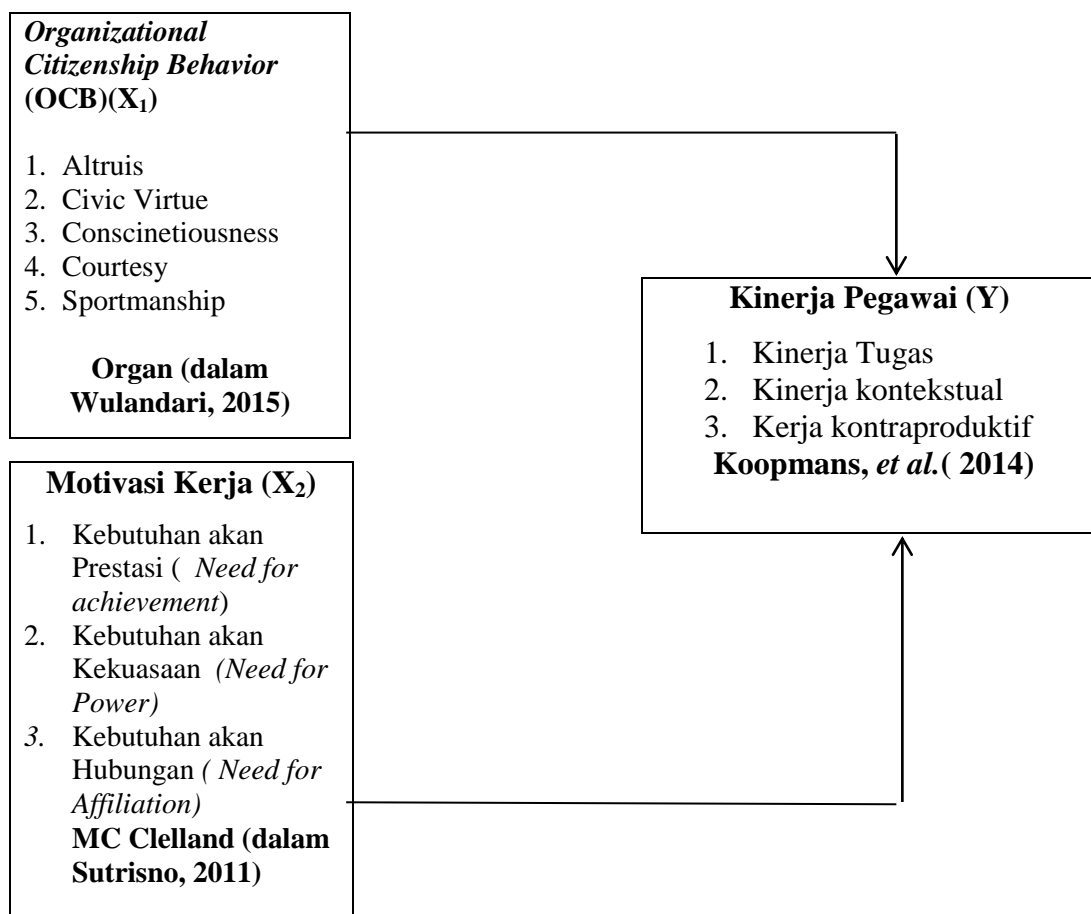 Organizational
Citizenship Behavior
(OCB)(X1)
1. Altruis
2. Civic Virtue
3. Conscinetiousness
4. Courtesy
5. Sportmanship
Organ (dalam
Wulandari, 2015)
Motivasi Kerja (X2)
1. Kebutuhan akan
Prestasi ( Need for
achievement)
2. Kebutuhan akan
Kekuasaan (Need for
Power)
3. Kebutuhan akan
Hubungan ( Need for
Affiliation)
MC Clelland (dalam
Sutrisno, 2011)
Kinerja Pegawai (Y)
1. Kinerja Tugas
2. Kinerja kontekstual
3. Kerja kontraproduktif
Koopmans, et al.( 2014)